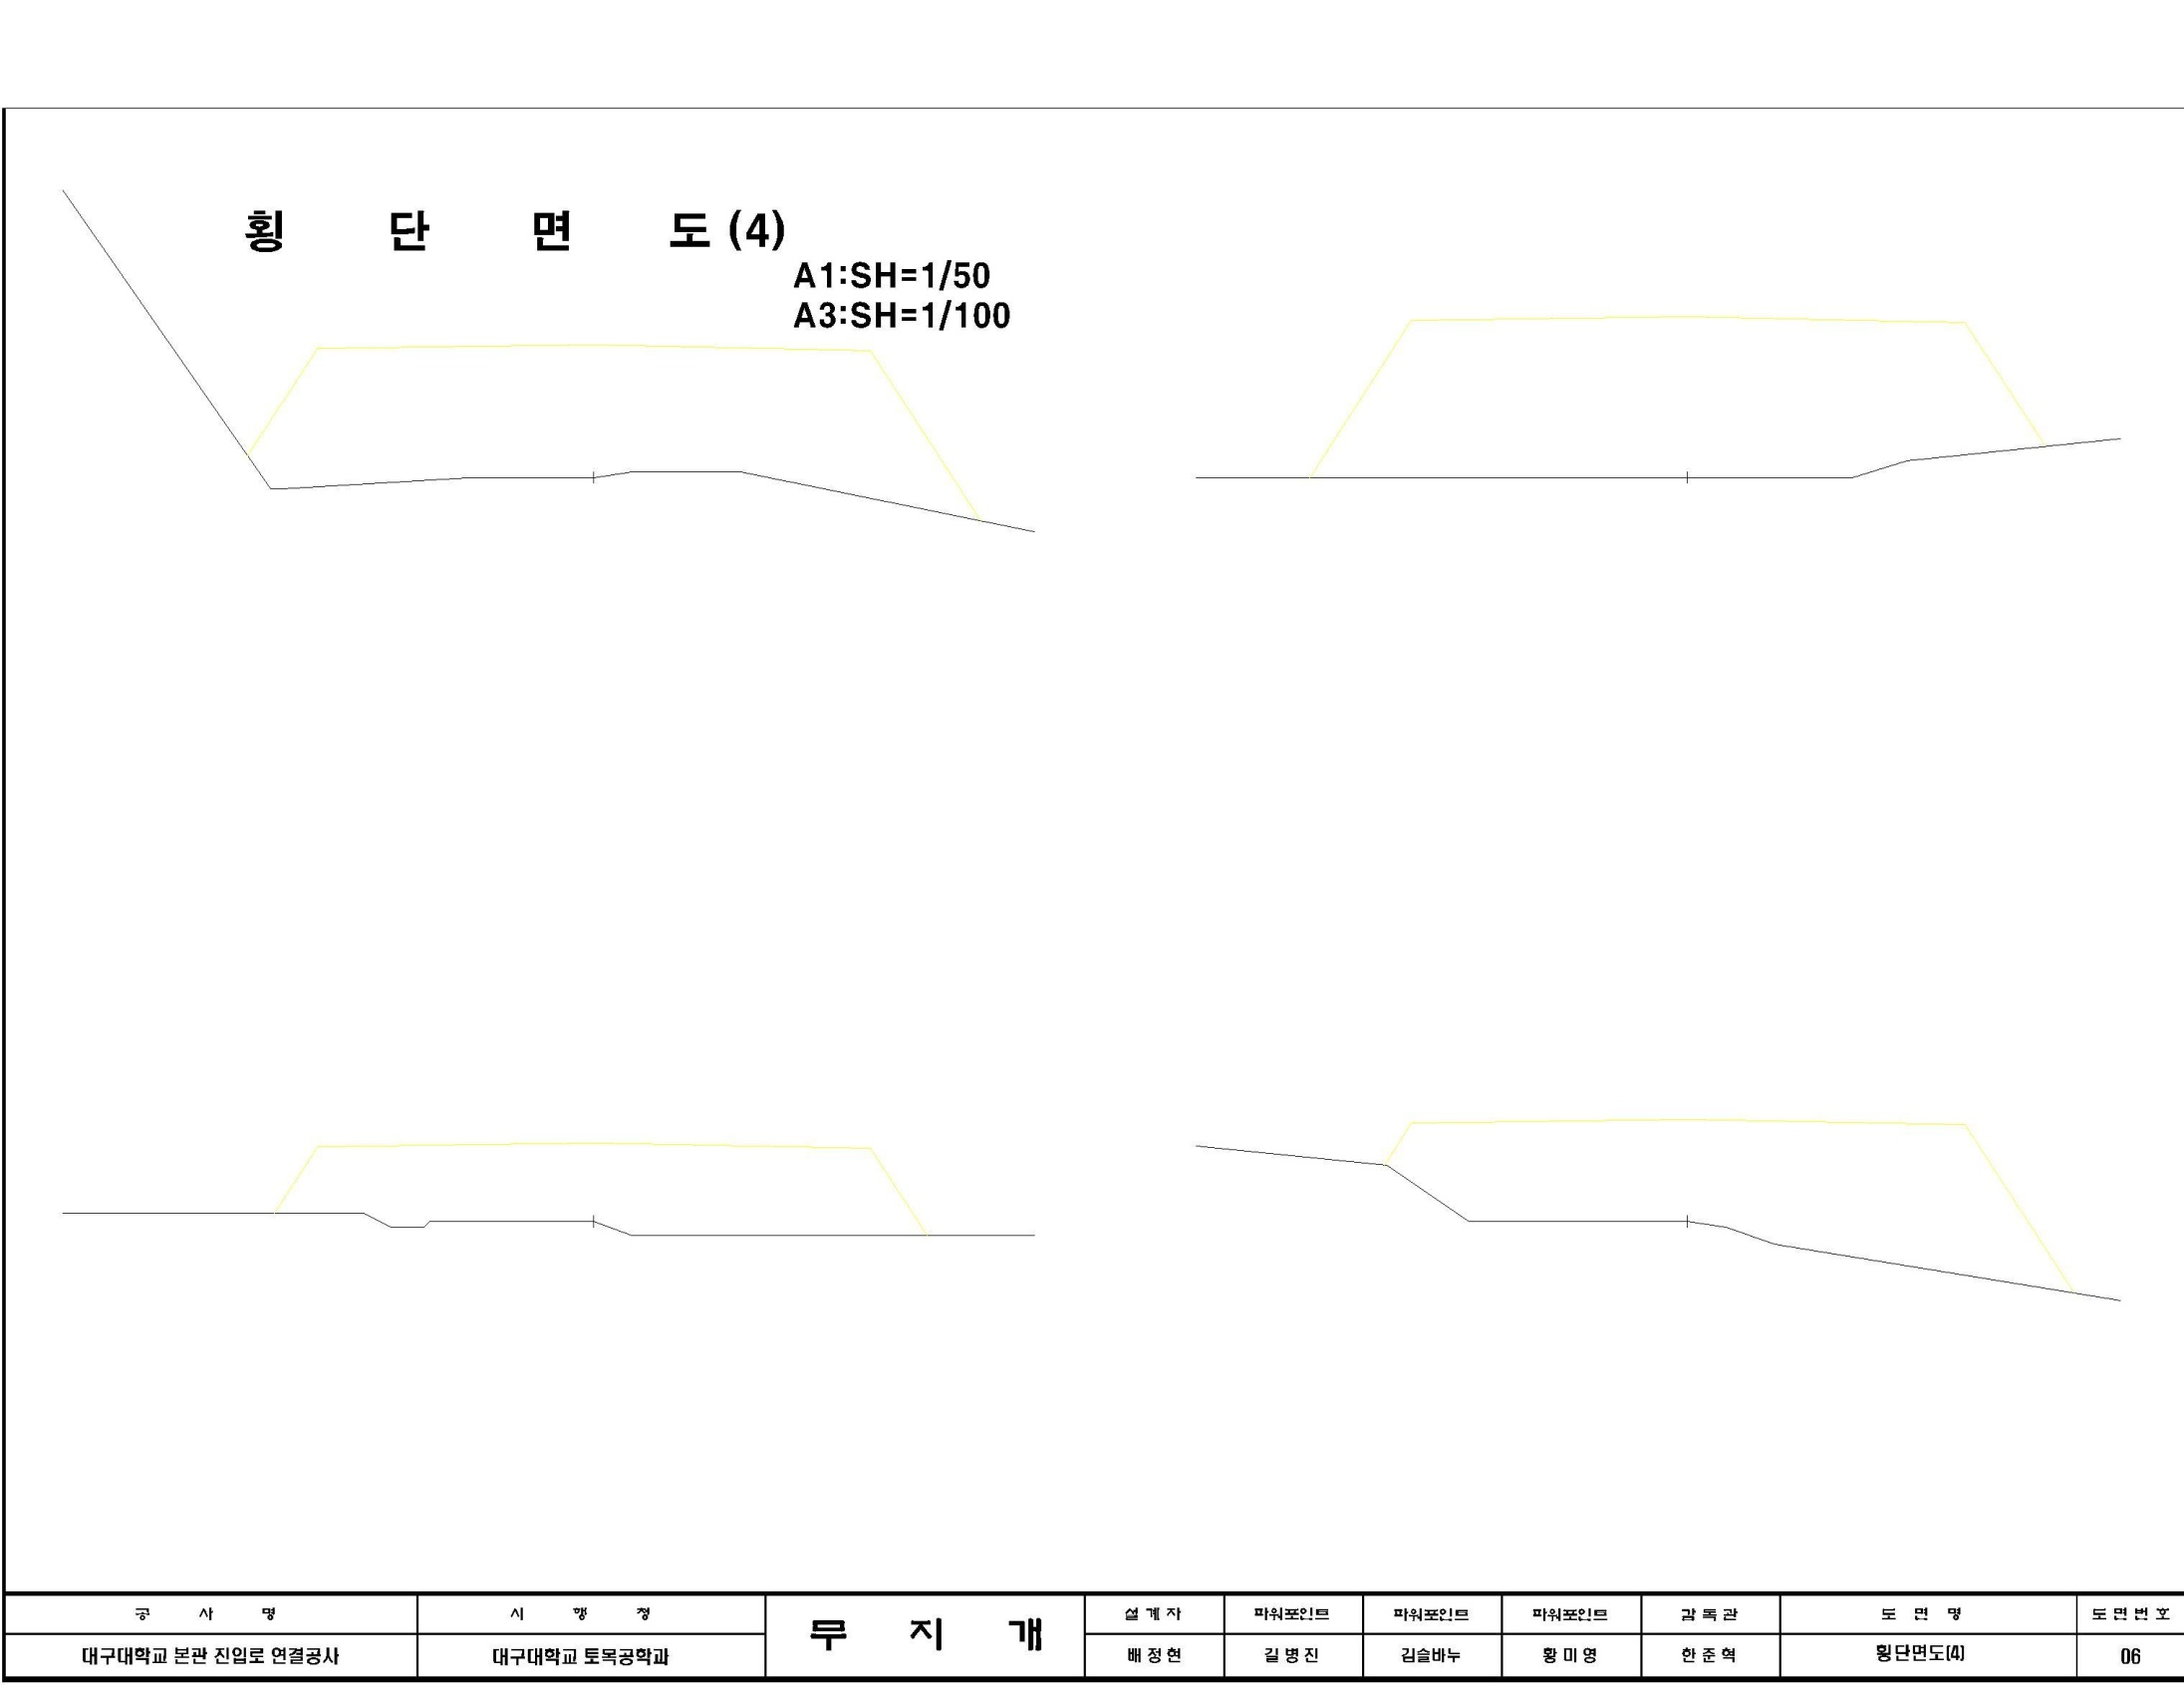 횡 단 면 도 (4)
A1:SH=1/50
A3:SH=1/100
공 사 명
대구대학교 본관 진입로 연결공사
시 행 청
대구대학교 토목공학과
무 지 개
설 계 자
배 정 현
파워포인트
길 병 진
파워포인트
김슬바누
파워포인트
황 미 영
감 독 관
한 준 혁
도 면 명
횡단면도(4)
도 면 번 호
06